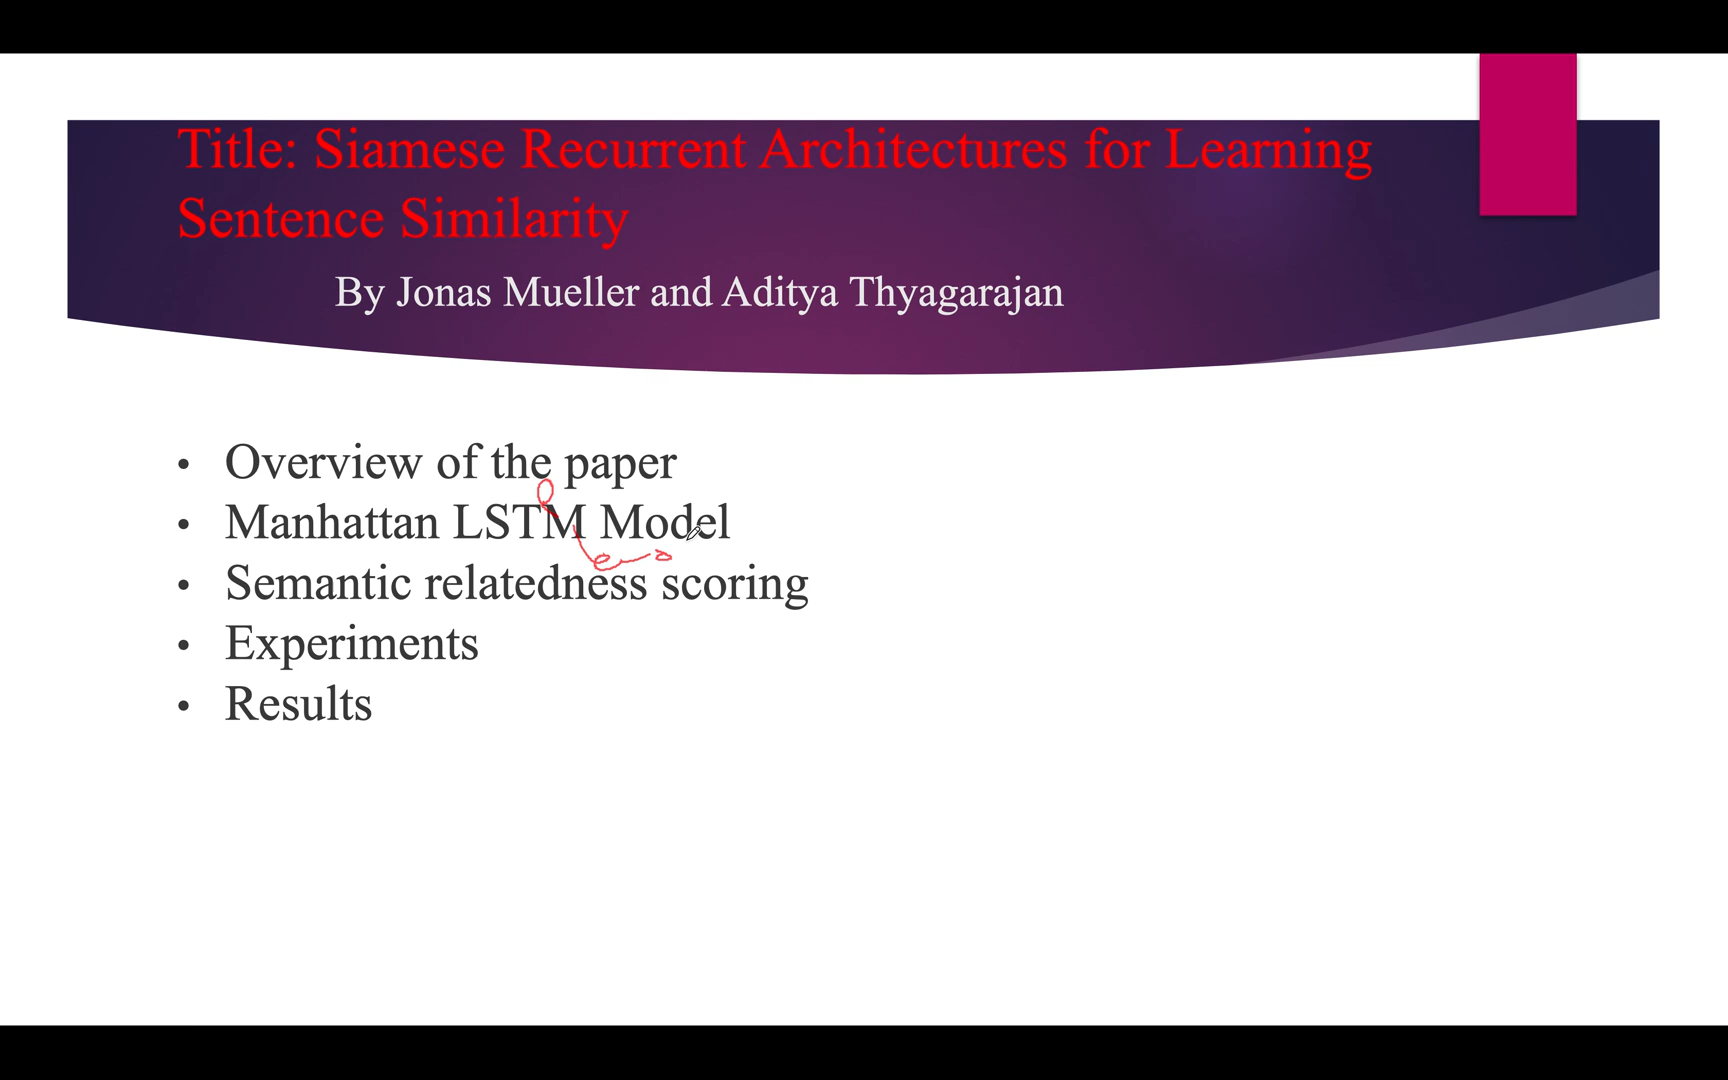 Title: Siamese Recurrent Architectures for Learning
Sentence Similarity
By Jonas Mueller and Aditya Thyagarajan
• Overview of the paper
• Manhattan LSTM Model
• Semantic relatedness scoring
• Experiments
• Results